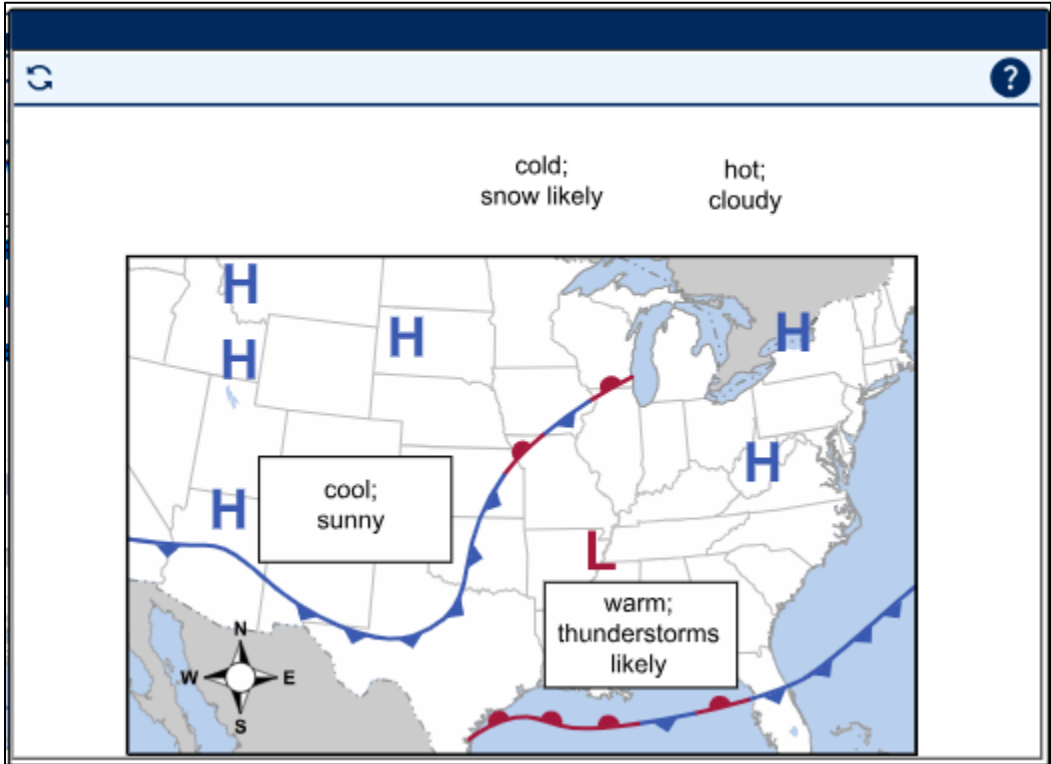 ?
cold;
snow likely
hot;
cloudy
H
H
H
H
cool;
sunny
H
H
L
warm;
thunderstorms
likely
N
W
E
S